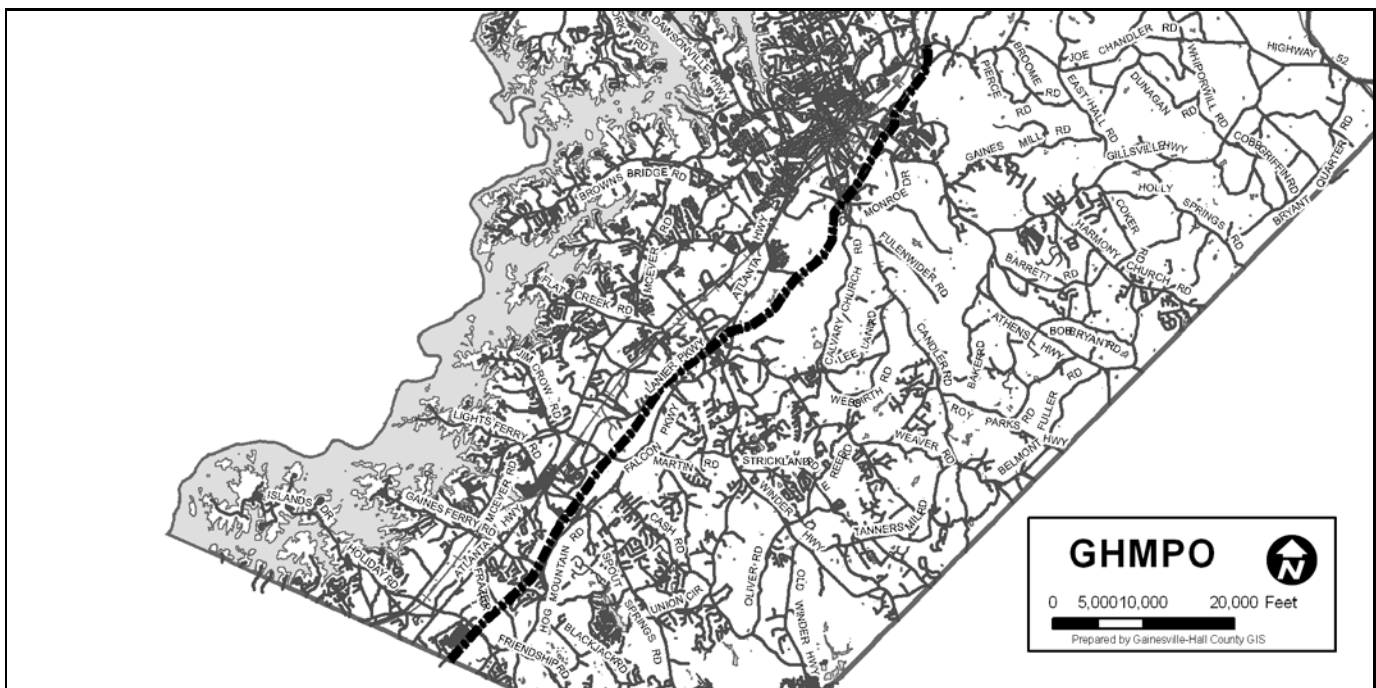 YORK RD
DAWSONVILLE HWY
PIERCE RD
BROOME RD
JOE CHANDLER RD
WHIPORWILL RD
HIGHWAY 52
EAST HALL RD
DUNAGAN RD
GAINES MILL RD
GILLSVILLE HWY
COBB
GRIFFIN RD
BRYANT QUARTER RD
HOLLY SPRINGS RD
BROWNS BRIDGE RD
MONROE DR
COKER RD
HARMONY CHURCH RD
MCEVER RD
ATLANTA HWY
FULENWIDER RD
BARRETT RD
FLAT CREEK RD
CALVARY CHURCH RD
LEE LAND RD
CANDLER RD
ATHENS HWY
BOB BRYANT RD
BAKER RD
JIM CROW RD
LANIER PKWY
WEBGIRTH RD
ROY PARKS RD
FULLER RD
LIGHTS FERRY RD
FALCON PKWY
MARTIN RD
STRICKLAND RD
E REED RD
WEAVER RD
BELMONT HWY
ISLANDS DR
GAINES FERRY RD
MCEVER RD
ATLANTA HWY
WINDER HWY
TANNERS MILL RD
HOLIDAY RD
FRAZIER
HOG MOUNTAIN RD
CASH RD
SPOUT SPRINGS RD
UNION CIR
OLIVER RD
OLD WINDER HWY
FRIENDSHIP RD
BLACKJACK RD
GHMPO
N
0 5,000 10,000 20,000 Feet
Prepared by Gainesville-Hall County GIS